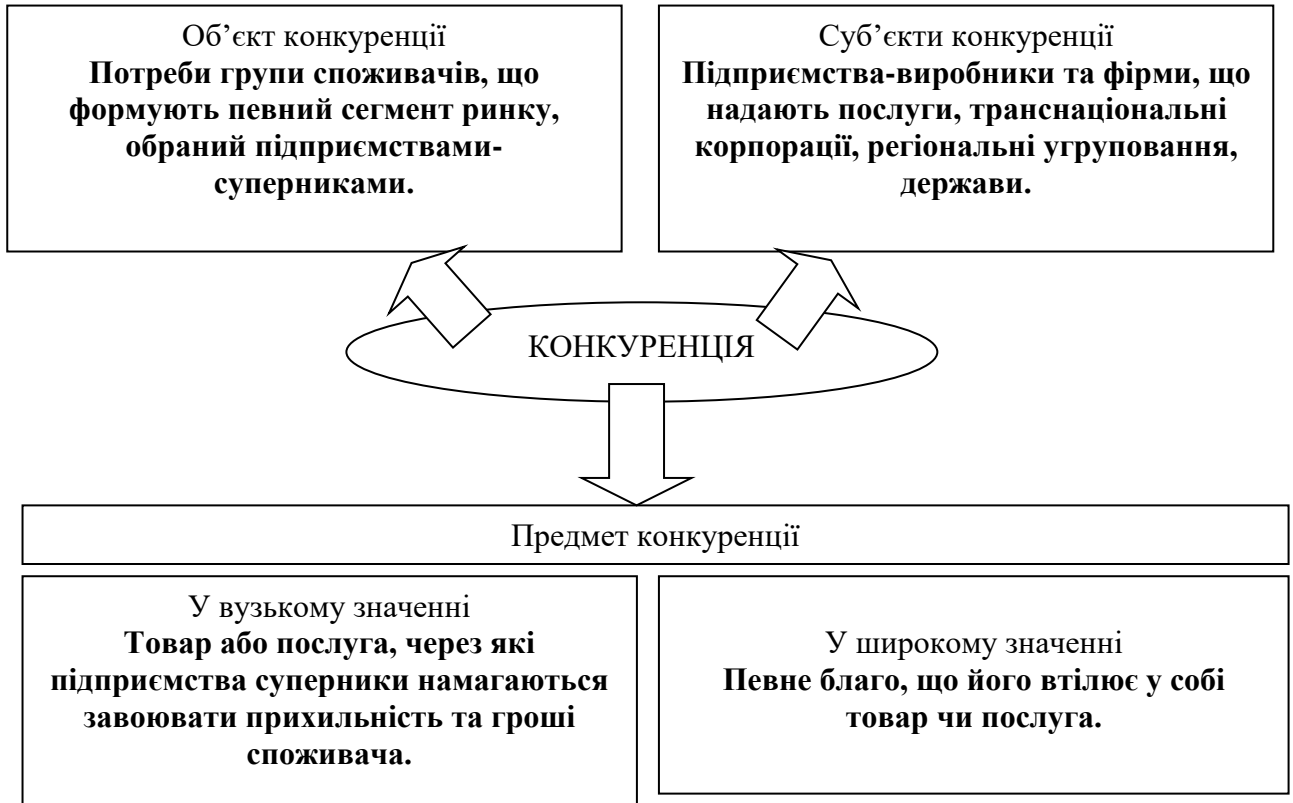 Об’єкт конкуренції
Потреби групи споживачів, що
формують певний сегмент ринку,
обраний підприємствами-
суперниками.
Суб’єкти конкуренції
Підприємства-виробники та фірми, що
надають послуги, транснаціональні
корпорації, регіональні угруповання,
держави.
КОНКУРЕНЦІЯ
Предмет конкуренції
У вузькому значенні
Товар або послуга, через які
підприємства суперники намагаються
завоювати прихильність та гроші
споживача.
У широкому значенні
Певне благо, що його втілює у собі
товар чи послуга.